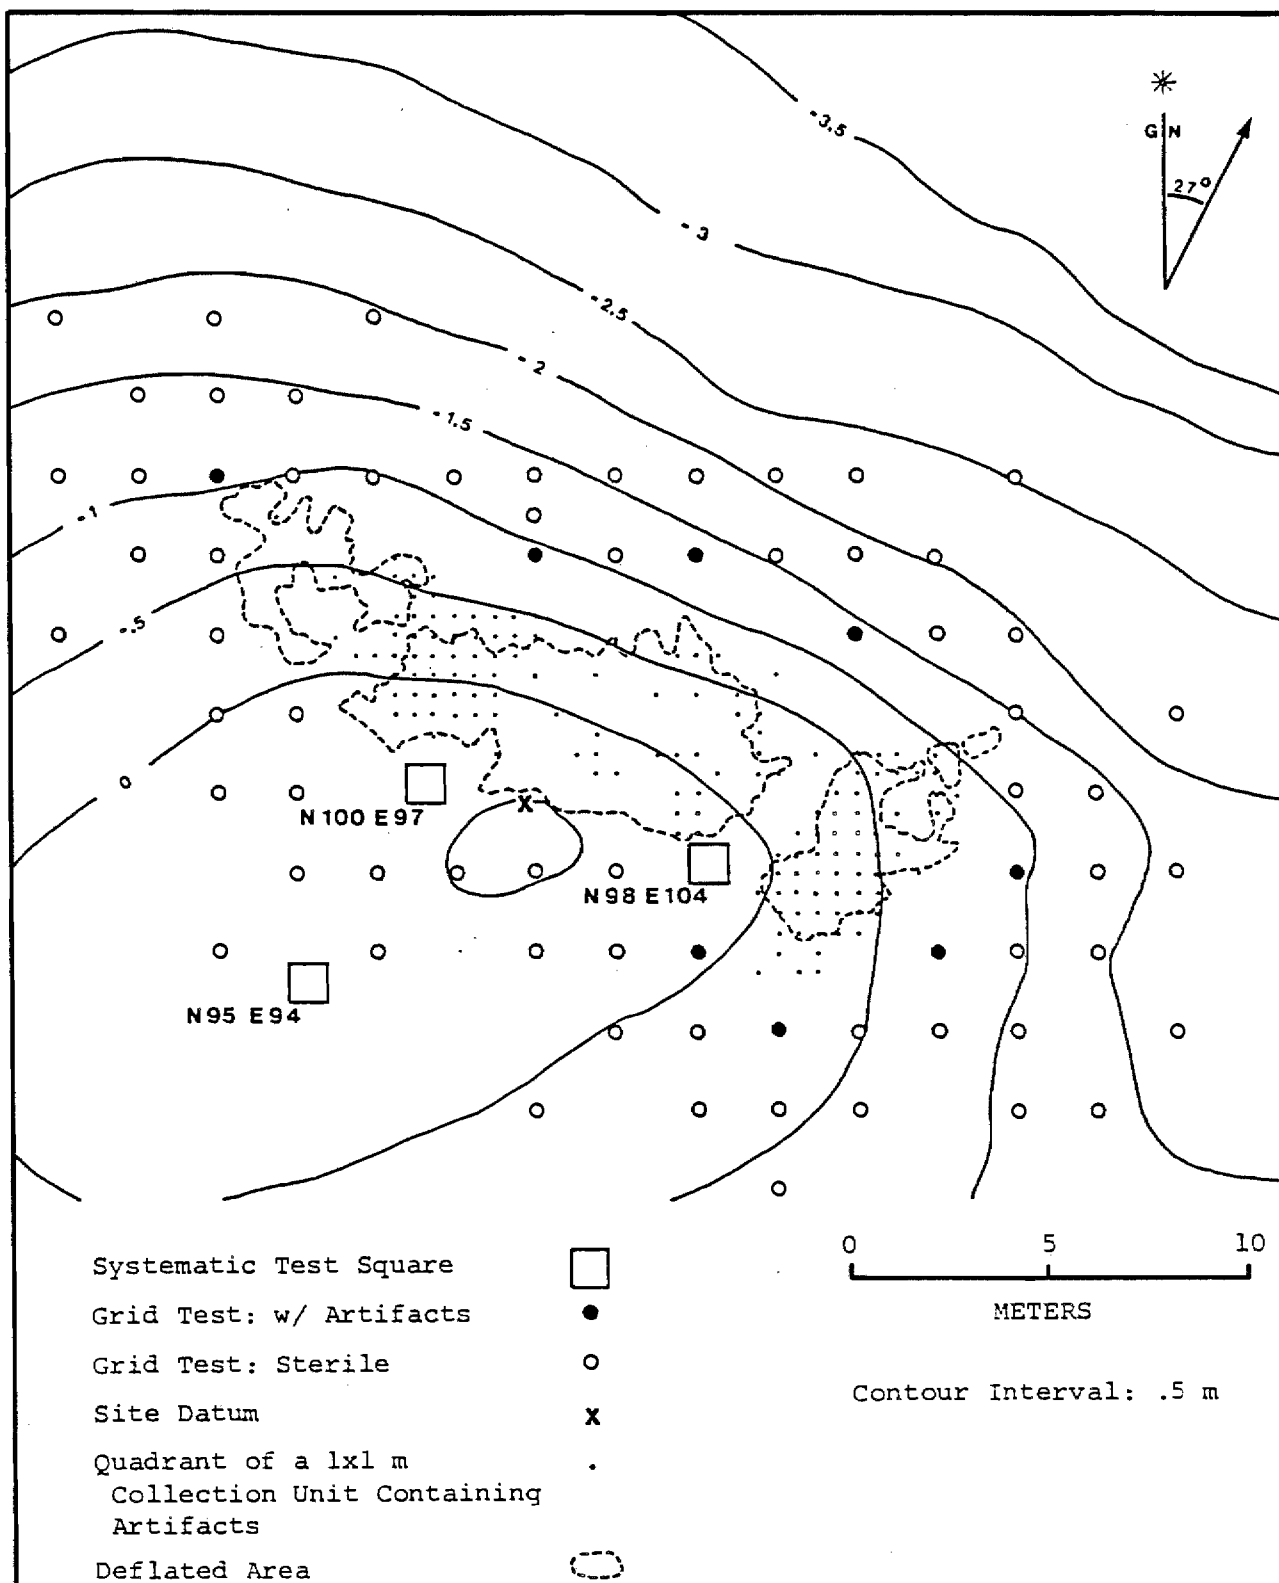 -3.5
G N
27°
-3
-2.5
-2
-1.5
-1
-.5
0
X
N100 E97
N98 E104
N95 E94
0 5 10
METERS
Contour Interval: .5 m
Systematic Test Square
Grid Test: w/ Artifacts
Grid Test: Sterile
Site Datum X
Quadrant of a 1x1 m
Collection Unit Containing
Artifacts
Deflated Area